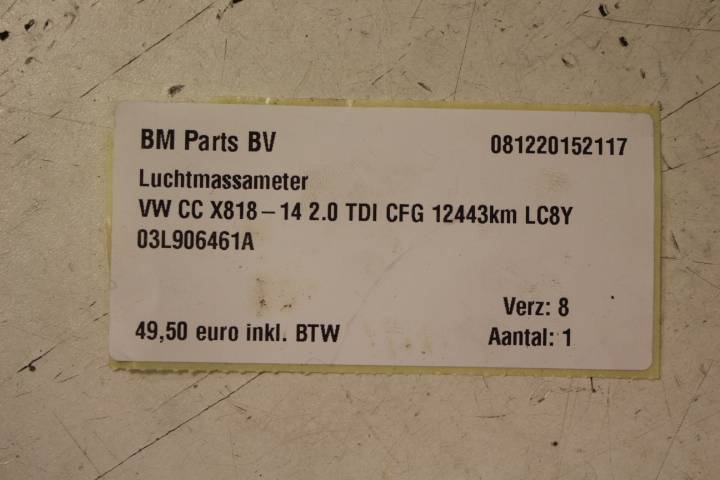 BM Parts BV 081220152117
Luchtmassameter
VW CC X818-14 2.0 TDI CFG 12443km LC8Y
03L906461A
Verz: 8
49,50 euro inkl. BTW Aantal: 1